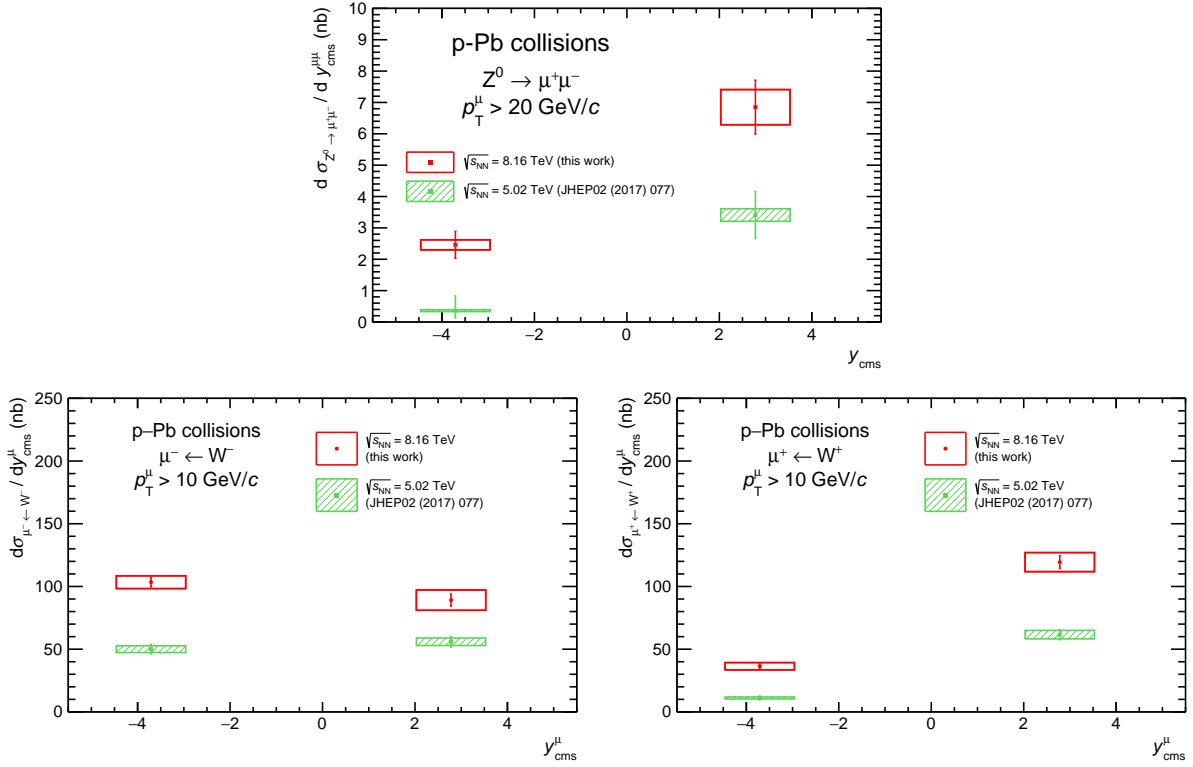 p-Pb collisions
Z⁰ → μ⁺μ⁻
p_T^μ > 20 GeV/c
√s_NN = 8.16 TeV (this work)
√s_NN = 5.02 TeV (JHEP02 (2017) 077)
d σ_{Z⁰ → μ⁺μ⁻} / d y_cms^{μμ} (nb)
10
9
8
7
6
5
4
3
2
1
0
−4 −2 0 2 4
y_cms
p–Pb collisions
μ⁻ ← W⁻
p_T^μ > 10 GeV/c
√s_NN = 8.16 TeV
(this work)
√s_NN = 5.02 TeV
(JHEP02 (2017) 077)
dσ_{μ⁻ ← W⁻} / dy_cms^μ (nb)
250
200
150
100
50
0
−4 −2 0 2 4
y_cms^μ
p–Pb collisions
μ⁺ ← W⁺
p_T^μ > 10 GeV/c
√s_NN = 8.16 TeV
(this work)
√s_NN = 5.02 TeV
(JHEP02 (2017) 077)
dσ_{μ⁺ ← W⁺} / dy_cms^μ (nb)
250
200
150
100
50
0
−4 −2 0 2 4
y_cms^μ